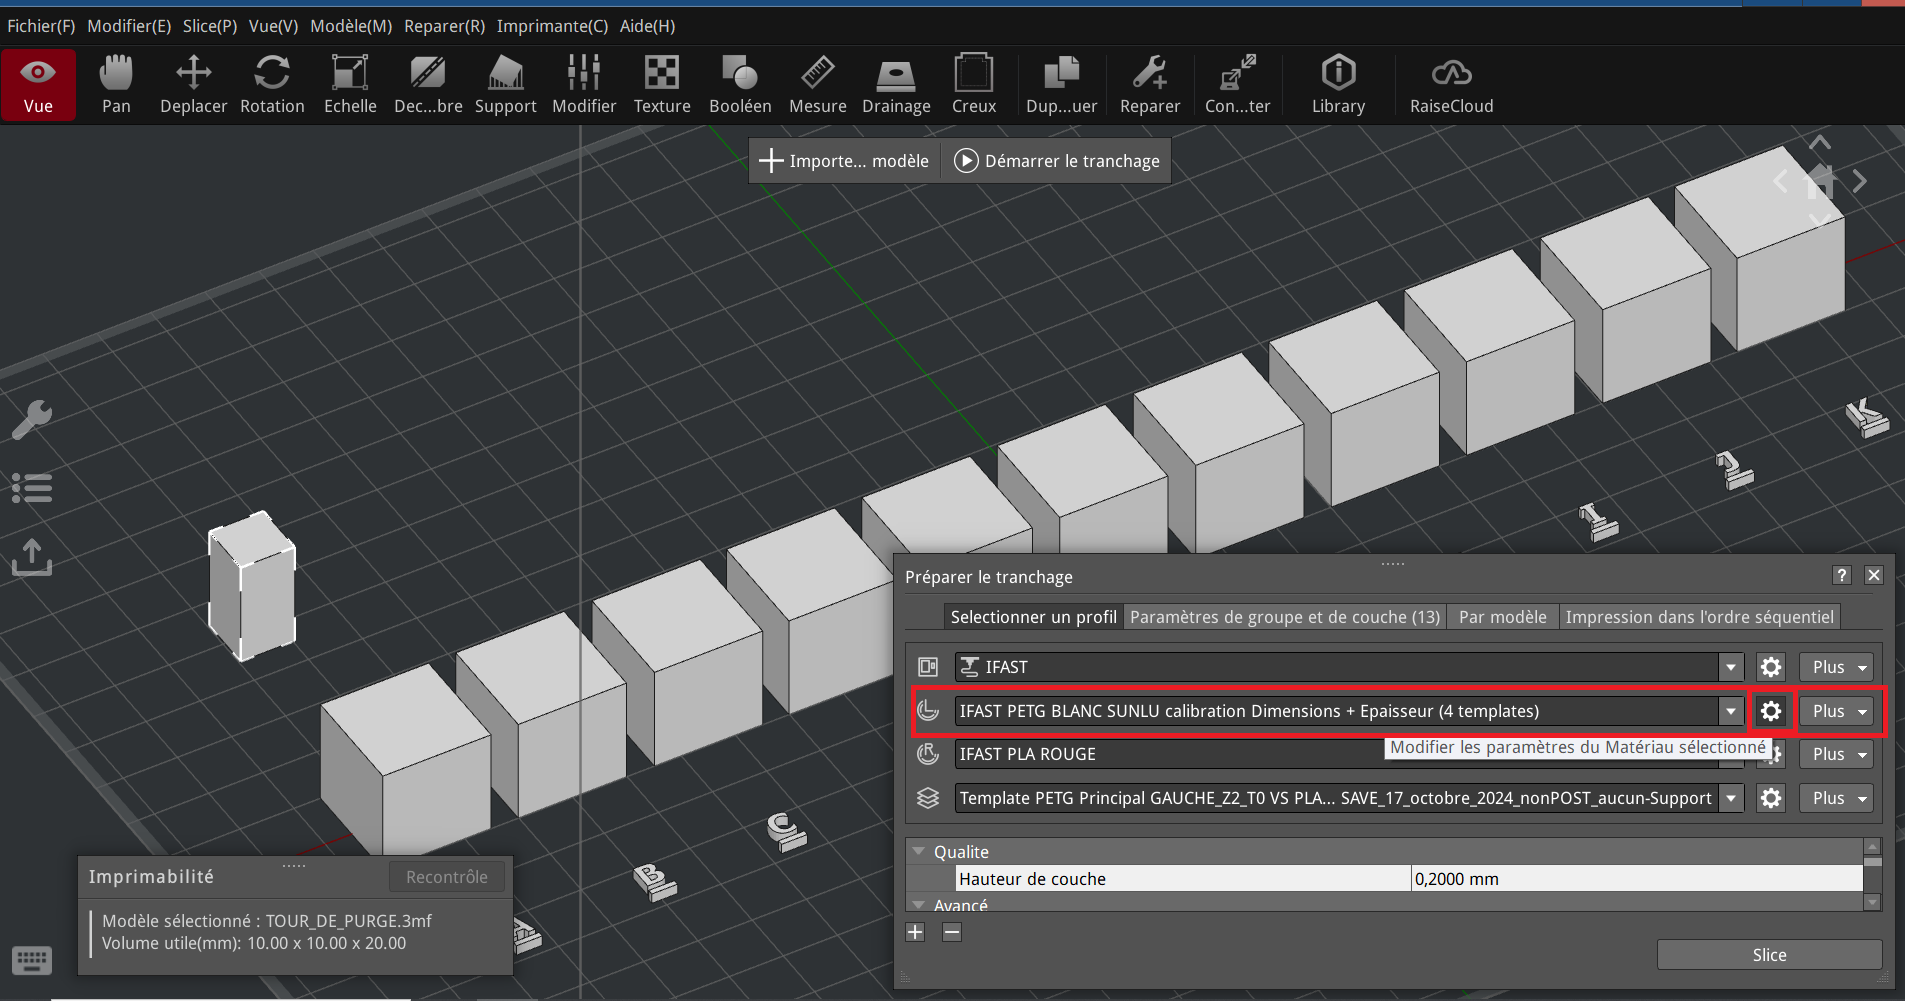 Fichier(F) Modifier(E) Slice(P) Vue(V) Modèle(M) Reparer(R) Imprimante(C) Aide(H)
Vue Pan Deplacer Rotation Echelle Dec...bre Support Modifier Texture Booléen Mesure Drainage Creux Dup...uer Reparer Con...ter Library RaiseCloud
Importe... modèle Démarrer le tranchage
K
J
I
C
B
A
Préparer le tranchage ?
Selectionner un profil Paramètres de groupe et de couche (13) Par modèle Impression dans l'ordre séquentiel
IFAST Plus
L IFAST PETG BLANC SUNLU calibration Dimensions + Epaisseur (4 templates) Plus
Modifier les paramètres du Matériau sélectionné
R IFAST PLA ROUGE Plus
Template PETG Principal GAUCHE_Z2_T0 VS PLA... SAVE_17_octobre_2024_nonPOST_aucun-Support Plus
Qualite
Hauteur de couche 0,2000 mm
Avancé
Slice
Imprimabilité Recontrôle
Modèle sélectionné : TOUR_DE_PURGE.3mf
Volume utile(mm): 10.00 x 10.00 x 20.00